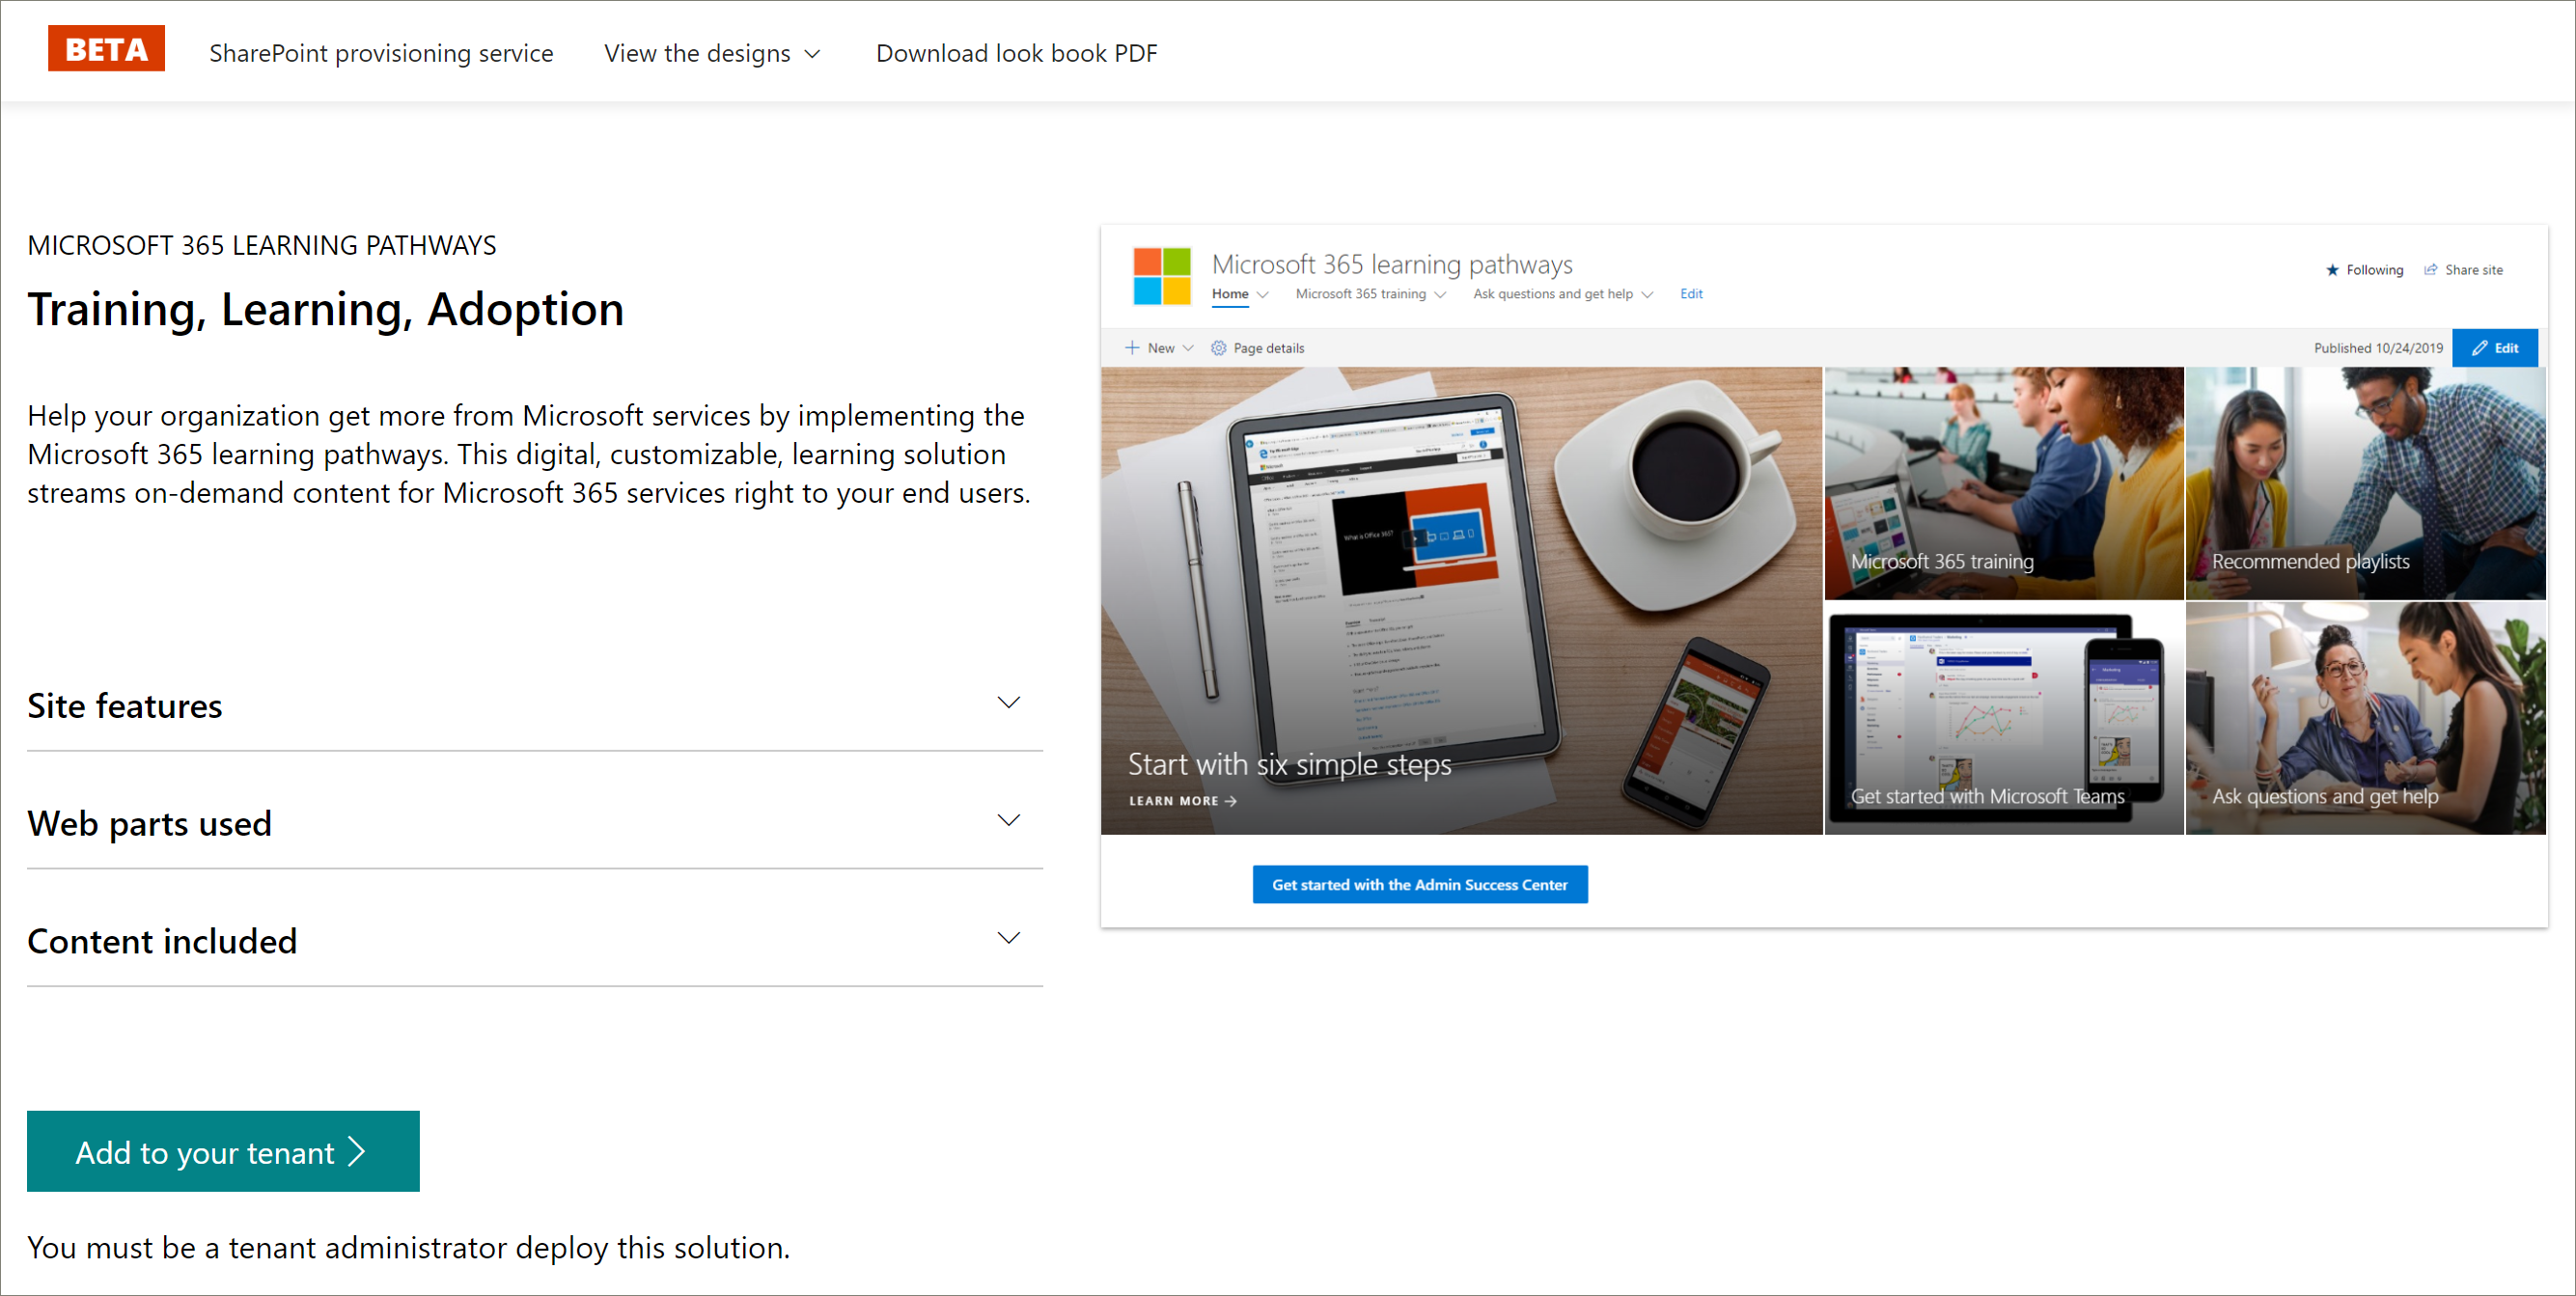 BETA SharePoint provisioning service View the designs Download look book PDF
MICROSOFT 365 LEARNING PATHWAYS
Training, Learning, Adoption
Help your organization get more from Microsoft services by implementing the
Microsoft 365 learning pathways. This digital, customizable, learning solution
streams on-demand content for Microsoft 365 services right to your end users.
Site features
Web parts used
Content included
Add to your tenant
You must be a tenant administrator deploy this solution.
Microsoft 365 learning pathways
Following Share site
Home Microsoft 365 training Ask questions and get help Edit
New Page details Published 10/24/2019 Edit
Start with six simple steps
LEARN MORE
Microsoft 365 training
Recommended playlists
Get started with Microsoft Teams
Ask questions and get help
Get started with the Admin Success Center